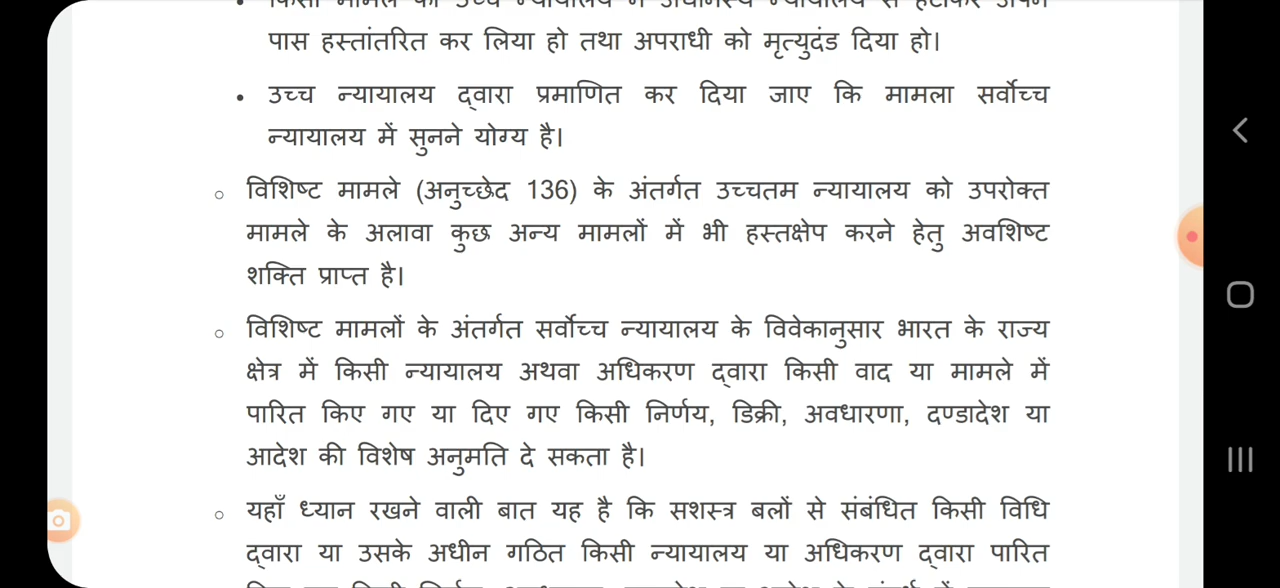 पास हस्तांतरित कर लिया हो तथा अपराधी को मृत्युदंड दिया हो।
• उच्च न्यायालय द्वारा प्रमाणित कर दिया जाए कि मामला सर्वोच्च
न्यायालय में सुनने योग्य है।
○ विशिष्ट मामले (अनुच्छेद 136) के अंतर्गत उच्चतम न्यायालय को उपरोक्त
मामले के अलावा कुछ अन्य मामलों में भी हस्तक्षेप करने हेतु अवशिष्ट
शक्ति प्राप्त है।
○ विशिष्ट मामलों के अंतर्गत सर्वोच्च न्यायालय के विवेकानुसार भारत के राज्य
क्षेत्र में किसी न्यायालय अथवा अधिकरण द्वारा किसी वाद या मामले में
पारित किए गए या दिए गए किसी निर्णय, डिक्री, अवधारणा, दण्डादेश या
आदेश की विशेष अनुमति दे सकता है।
○ यहाँ ध्यान रखने वाली बात यह है कि सशस्त्र बलों से संबंधित किसी विधि
द्वारा या उसके अधीन गठित किसी न्यायालय या अधिकरण द्वारा पारित